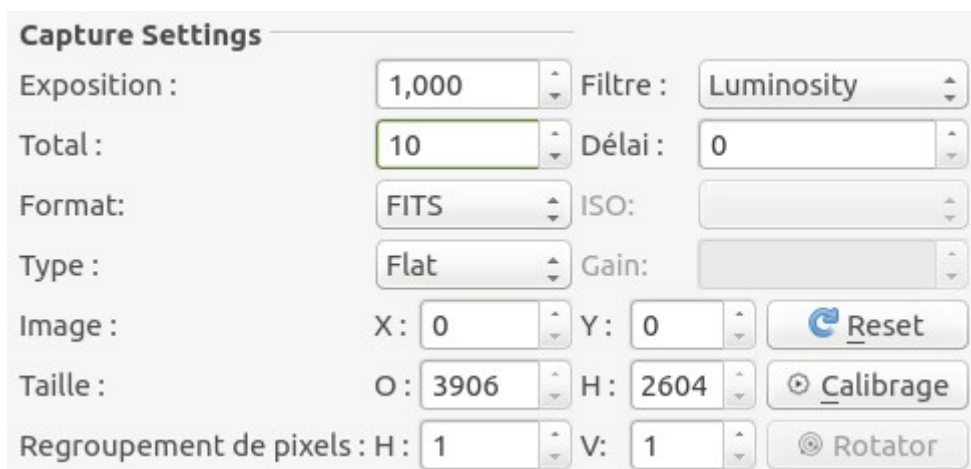 Capture Settings
Exposition : 1,000 Filtre : Luminosity
Total : 10 Délai : 0
Format: FITS ISO:
Type : Flat Gain:
Image : X : 0 Y : 0 Reset
Taille : O : 3906 H : 2604 Calibrage
Regroupement de pixels : H : 1 V: 1 Rotator